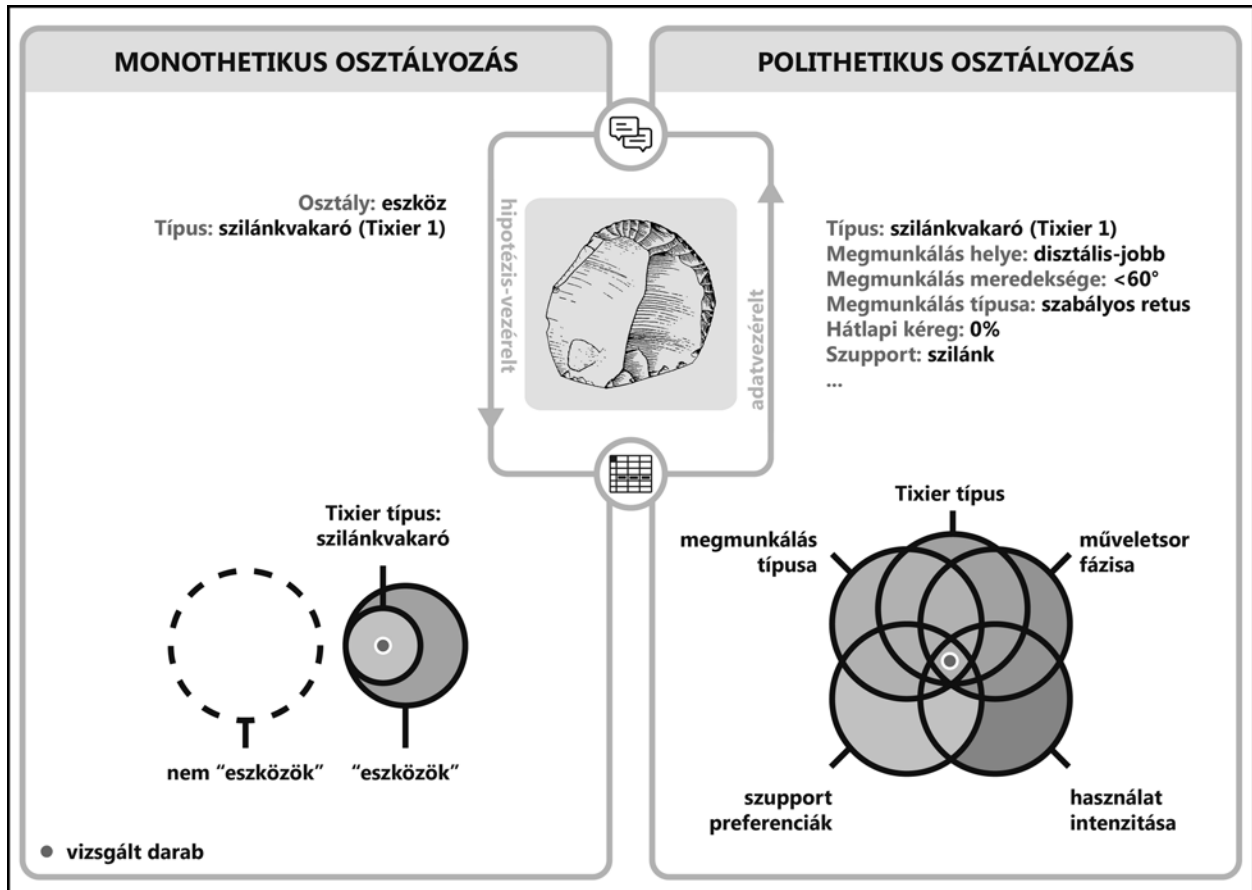 MONOTHETIKUS OSZTÁLYOZÁS
Osztály: eszköz
Típus: szilánkvakaró (Tixier 1)
hipotézis-vezérelt
Tixier típus:
szilánkvakaró
nem “eszközök”
“eszközök”
vizsgált darab
POLITHETIKUS OSZTÁLYOZÁS
adatvezérelt
Típus: szilánkvakaró (Tixier 1)
Megmunkálás helye: disztális-jobb
Megmunkálás meredeksége: <60°
Megmunkálás típusa: szabályos retus
Hátlapi kéreg: 0%
Szupport: szilánk
...
Tixier típus
megmunkálás
típusa
műveletsor
fázisa
szupport
preferenciák
használat
intenzitása